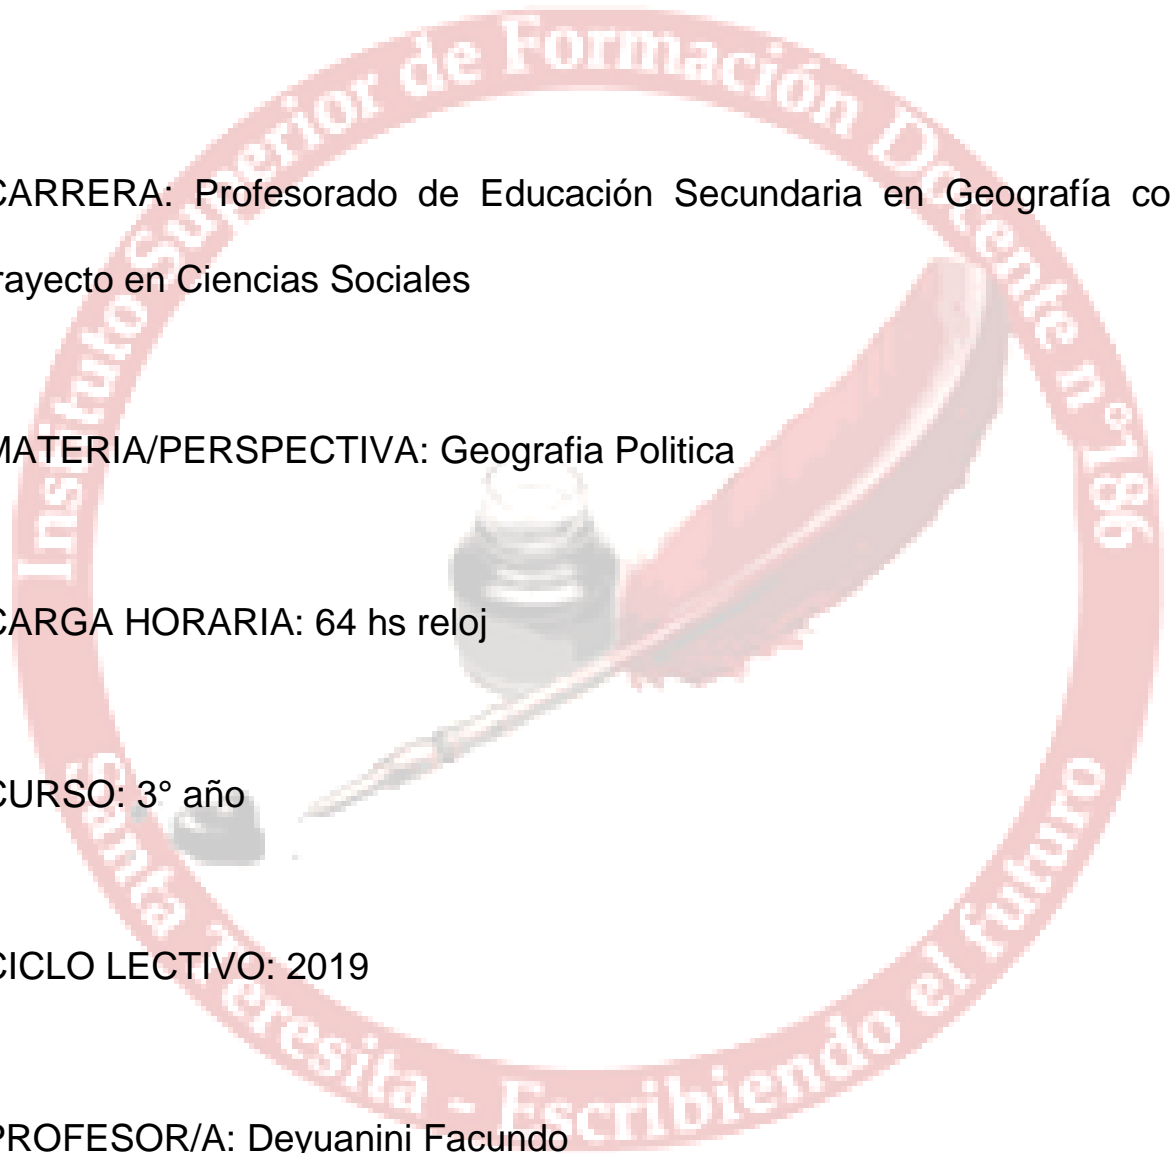 Instituto Superior de Formación Docente n°186
CARRERA: Profesorado de Educación Secundaria en Geografía co
rayecto en Ciencias Sociales
MATERIA/PERSPECTIVA: Geografia Politica
CARGA HORARIA: 64 hs reloj
CURSO: 3° año
CICLO LECTIVO: 2019
PROFESOR/A: Deyuanini Facundo
Santa Teresita - Escribiendo el futuro